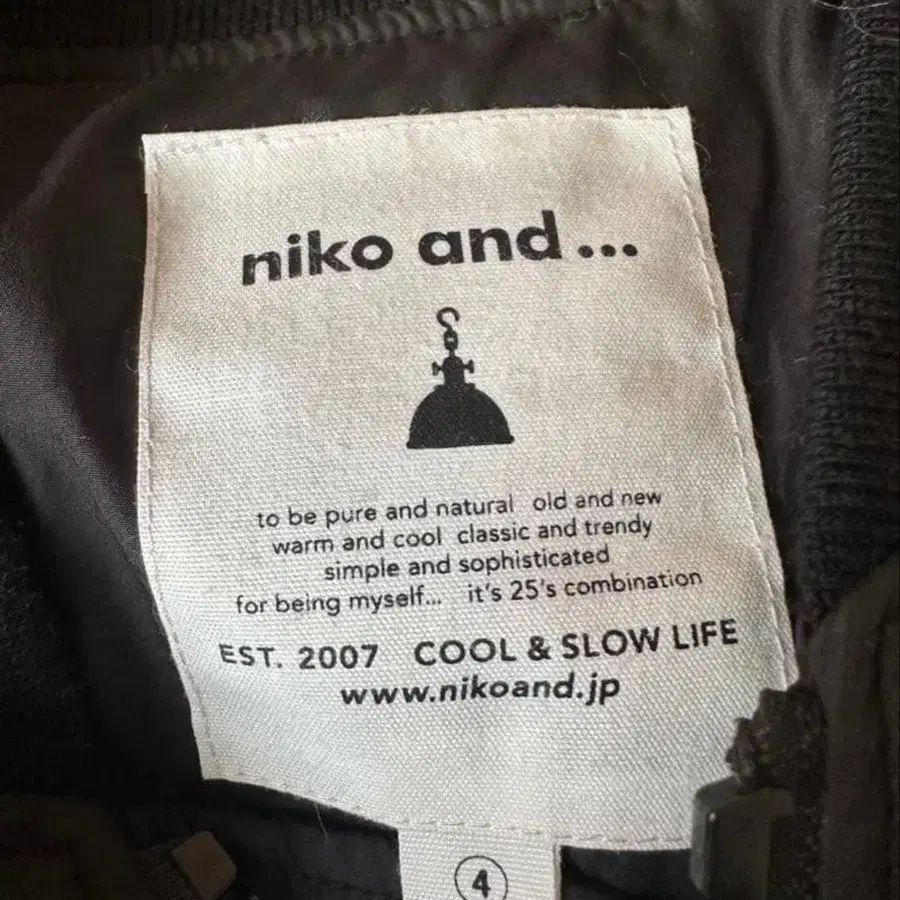 niko and...
to be pure and natural old and new
warm and cool classic and trendy
simple and sophisticated
for being myself... it's 25's combination
EST. 2007 COOL & SLOW LIFE
www.nikoand.jp
4